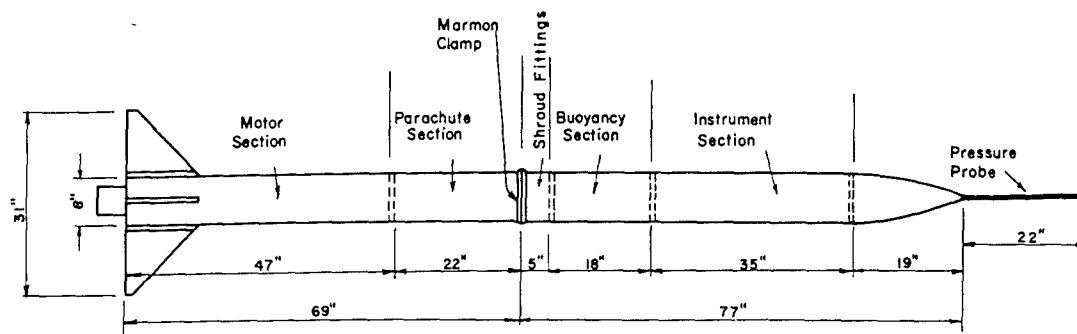 Marmon
Clamp
Shroud Fittings
Motor
Section
Parachute
Section
Buoyancy
Section
Instrument
Section
Pressure
Probe
31"
8"
47"
22"
5"
18"
35"
19"
22"
69"
77"